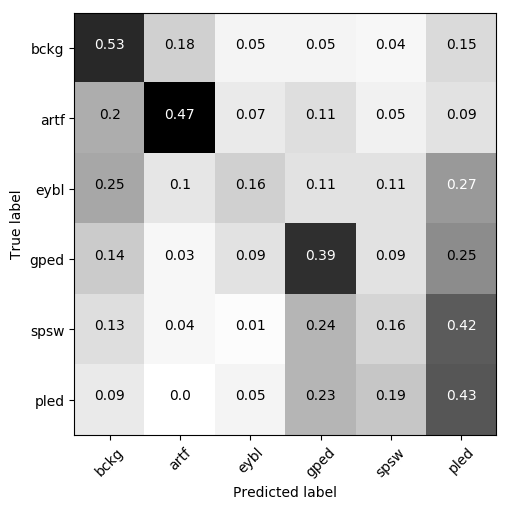 bckg 0.53 0.18 0.05 0.05 0.04 0.15
artf 0.2 0.47 0.07 0.11 0.05 0.09
eybl 0.25 0.1 0.16 0.11 0.11 0.27
gped 0.14 0.03 0.09 0.39 0.09 0.25
spsw 0.13 0.04 0.01 0.24 0.16 0.42
pled 0.09 0.0 0.05 0.23 0.19 0.43
True label
bckg artf eybl gped spsw pled
Predicted label